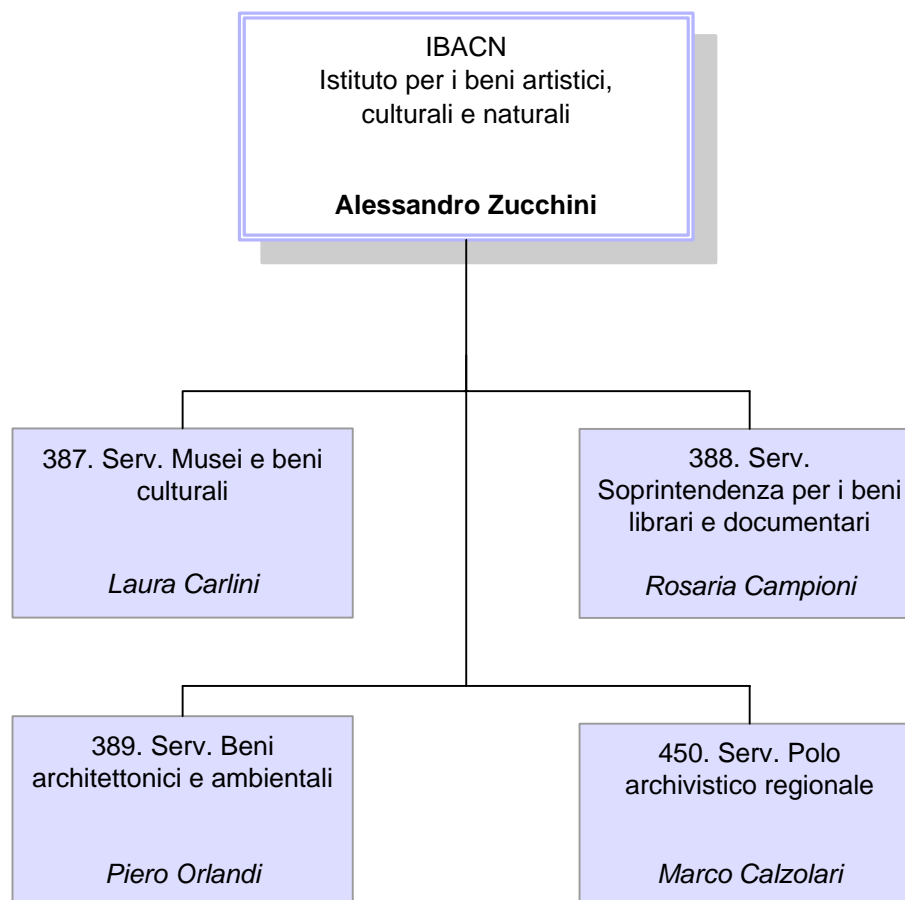 IBACN
Istituto per i beni artistici,
culturali e naturali
Alessandro Zucchini
387. Serv. Musei e beni
culturali
Laura Carlini
388. Serv.
Soprintendenza per i beni
librari e documentari
Rosaria Campioni
389. Serv. Beni
architettonici e ambientali
Piero Orlandi
450. Serv. Polo
archivistico regionale
Marco Calzolari